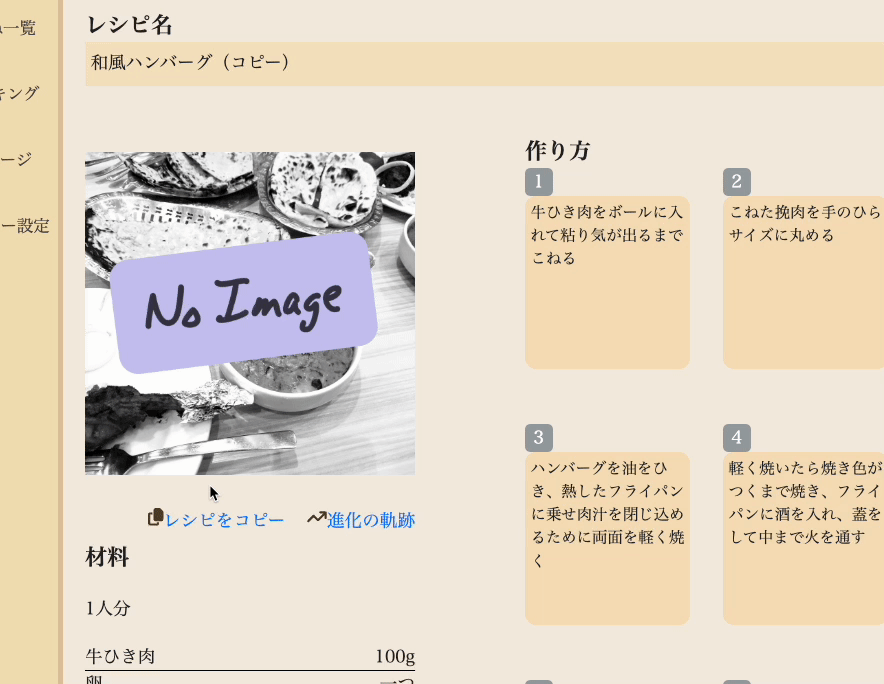 一覧
キング
ージ
ー設定
レシピ名
和風ハンバーグ（コピー）
No Image
レシピをコピー
進化の軌跡
材料
1人分
牛ひき肉 100g
卵 一つ
作り方
1
牛ひき肉をボールに入
れて粘り気が出るまで
こねる
2
こねた挽肉を手のひら
サイズに丸める
3
ハンバーグを油をひ
き、熱したフライパン
に乗せ肉汁を閉じ込め
るために両面を軽く焼
く
4
軽く焼いたら焼き色が
つくまで焼き、フライ
パンに酒を入れ、蓋を
して中まで火を通す